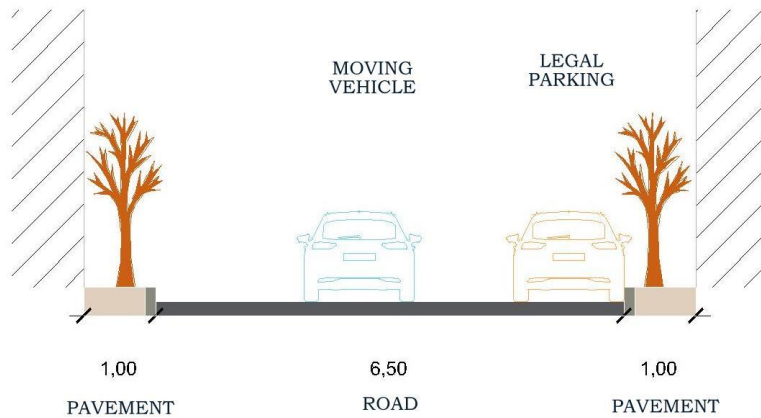 MOVING
VEHICLE
LEGAL
PARKING
1,00
6,50
1,00
PAVEMENT
ROAD
PAVEMENT